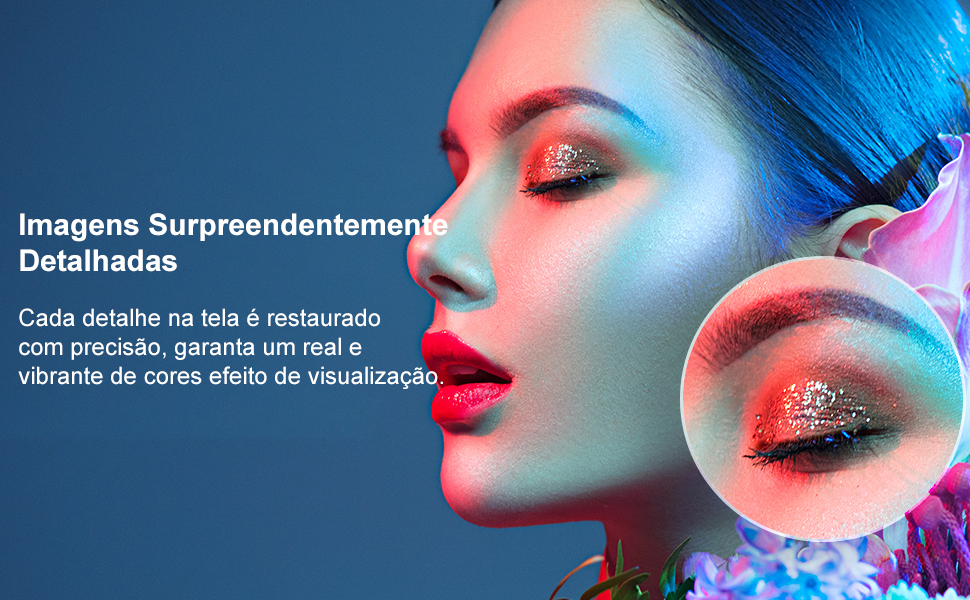 Imagens Surpreendentemente
Detalhadas
Cada detalhe na tela é restaurado
com precisão, garanta um real e
vibrante de cores efeito de visualização.